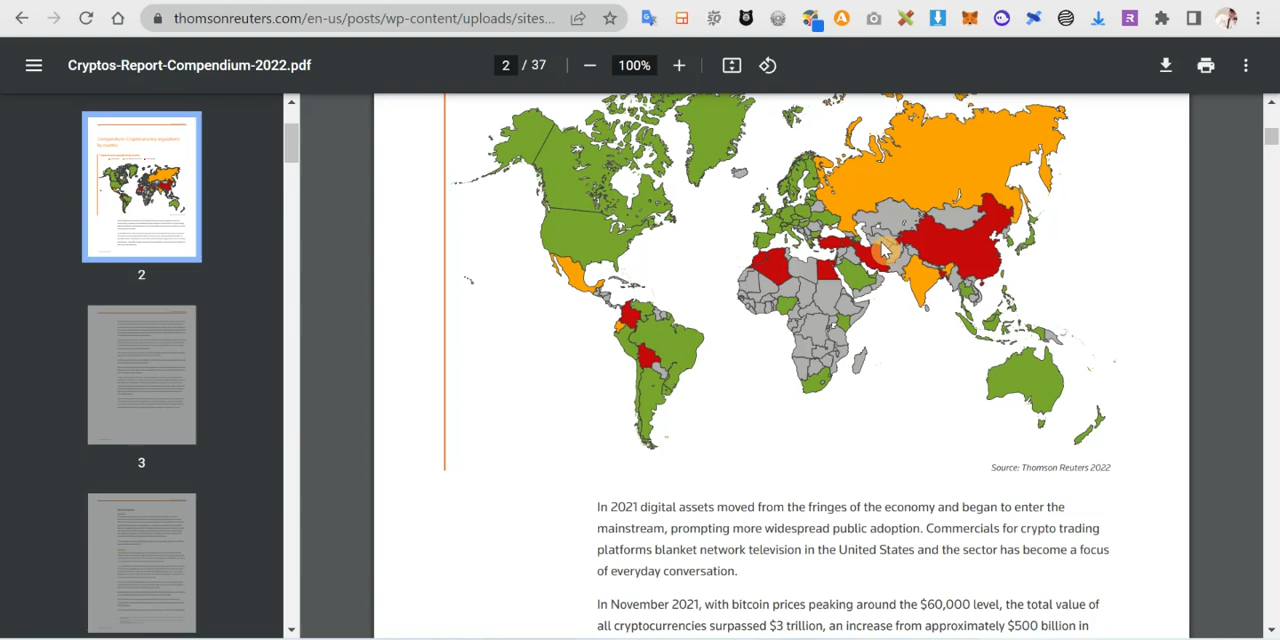 thomsonreuters.com/en-us/posts/wp-content/uploads/sites...
Cryptos-Report-Compendium-2022.pdf
2 / 37
100%
2
3
Source: Thomson Reuters 2022
In 2021 digital assets moved from the fringes of the economy and began to enter the
mainstream, prompting more widespread public adoption. Commercials for crypto trading
platforms blanket network television in the United States and the sector has become a focus
of everyday conversation.
In November 2021, with bitcoin prices peaking around the $60,000 level, the total value of
all cryptocurrencies surpassed $3 trillion, an increase from approximately $500 billion in